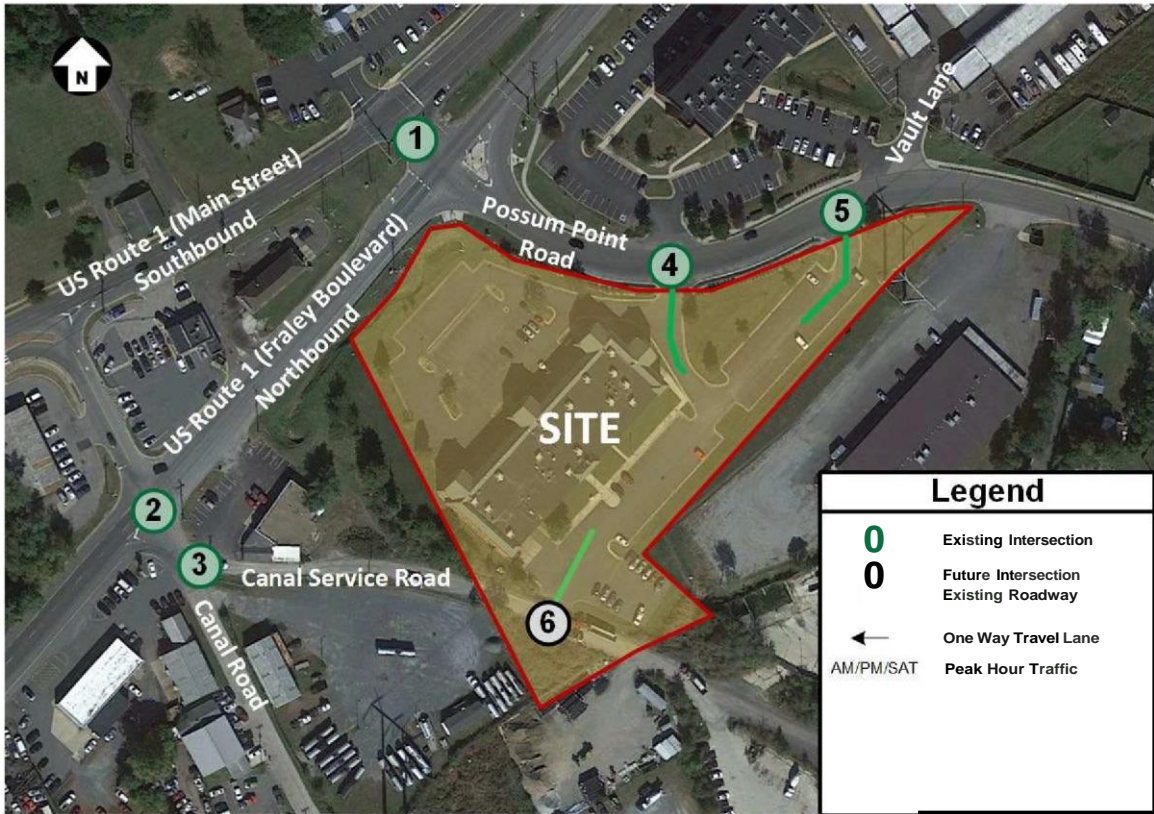 N
1
Vault Lane
US Route 1 (Main Street)
Southbound
Possum Point
Road
5
4
US Route 1 (Fraley Boulevard)
Northbound
SITE
2
3
Canal Service Road
Canal Road
6
Legend
0 Existing Intersection
0 Future Intersection
Existing Roadway
One Way Travel Lane
AM/PM/SAT Peak Hour Traffic